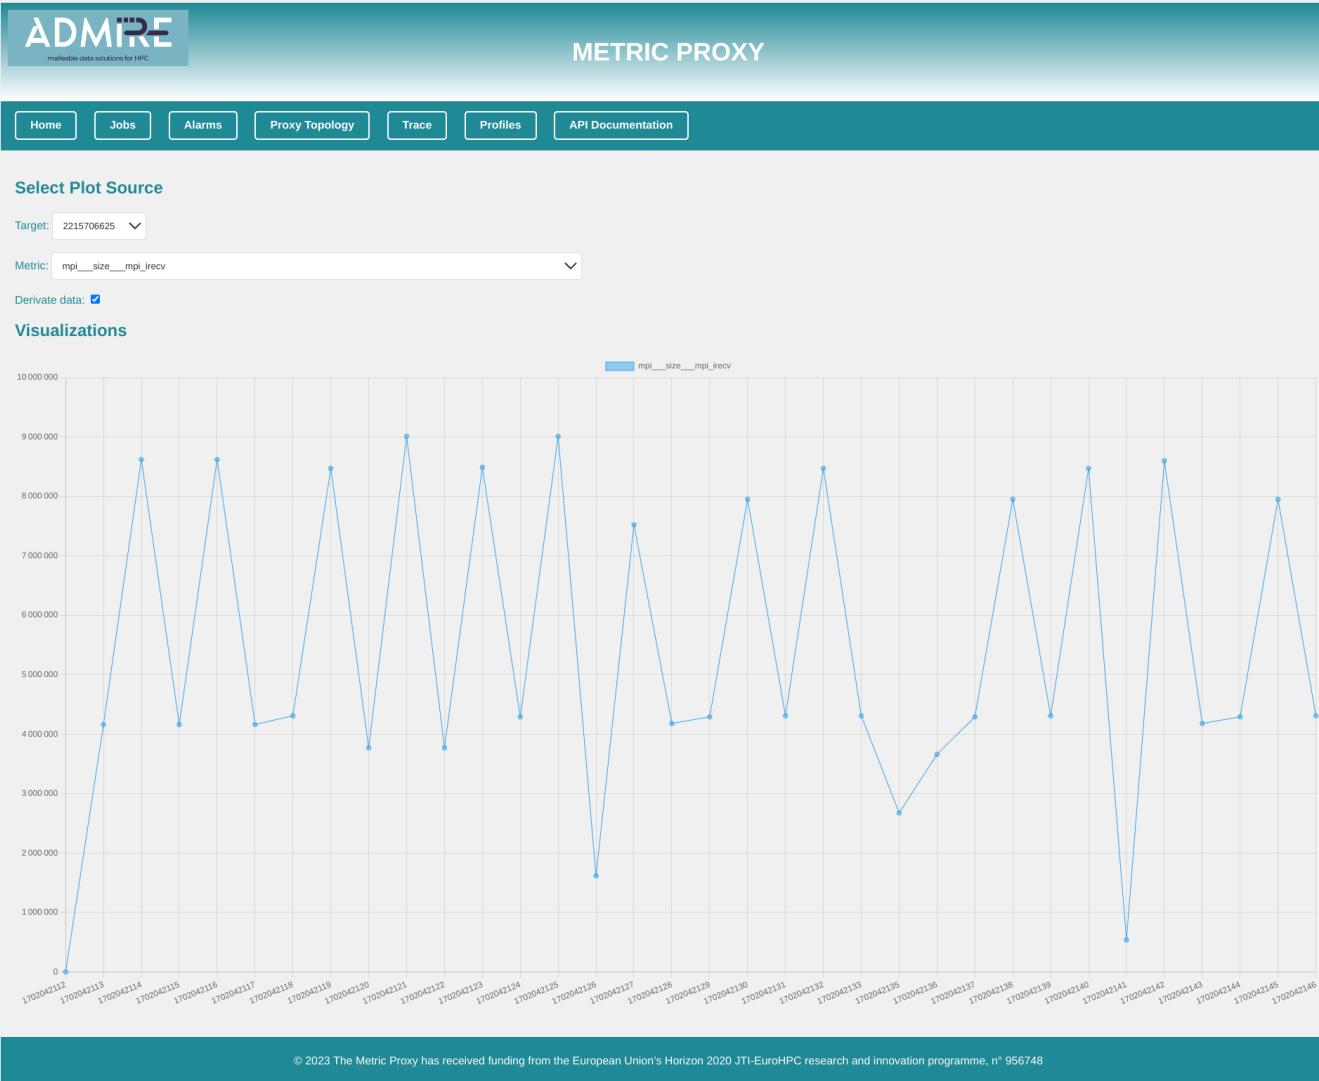 ADMIRE
malleable data solutions for HPC
METRIC PROXY
Home Jobs Alarms Proxy Topology Trace Profiles API Documentation
Select Plot Source
Target: 2215706625
Metric: mpi___size___mpi_irecv
Derivate data:
Visualizations
mpi___size___mpi_irecv
10 000 000
9 000 000
8 000 000
7 000 000
6 000 000
5 000 000
4 000 000
3 000 000
2 000 000
1 000 000
0
1702042112 1702042113 1702042114 1702042115 1702042116 1702042117 1702042118 1702042119 1702042120 1702042121 1702042122 1702042123 1702042124 1702042125 1702042126 1702042127 1702042128 1702042129 1702042130 1702042131 1702042132 1702042133 1702042135 1702042136 1702042137 1702042138 1702042139 1702042140 1702042141 1702042142 1702042143 1702042144 1702042145 1702042146
© 2023 The Metric Proxy has received funding from the European Union's Horizon 2020 JTI-EuroHPC research and innovation programme, n° 956748